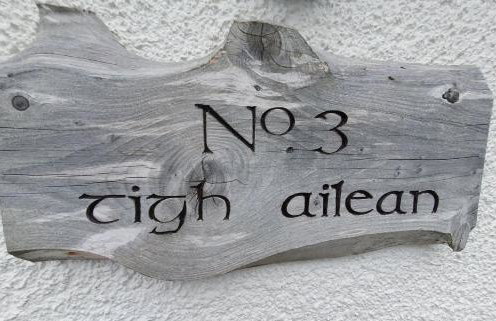 Nº. 3
tigh ailean